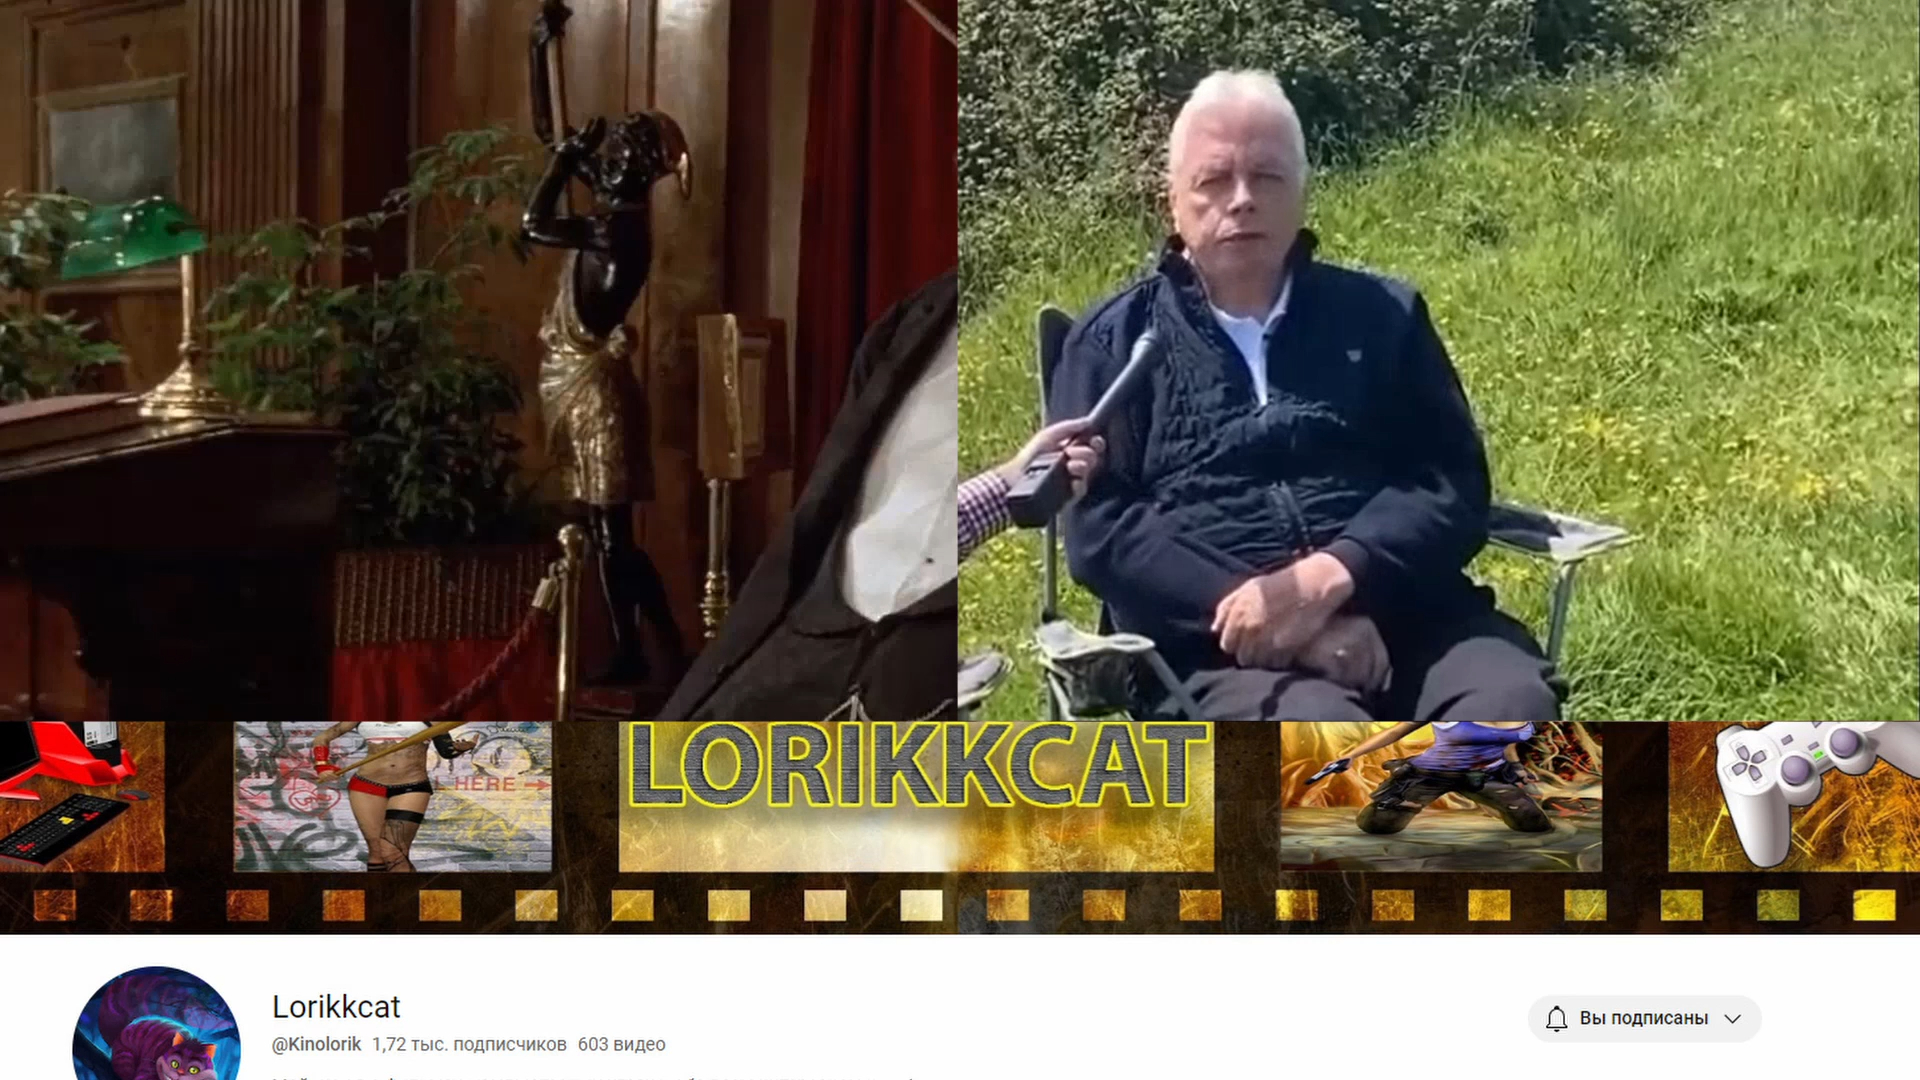 HERE
LORIKKCAT
Lorikkcat
@Kinolorik 1,72 тыс. подписчиков 603 видео
Вы подписаны